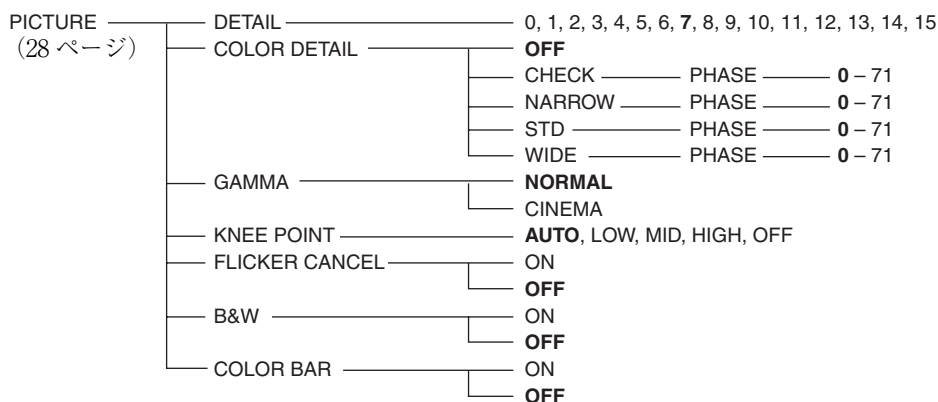 PICTURE DETAIL 0, 1, 2, 3, 4, 5, 6, 7, 8, 9, 10, 11, 12, 13, 14, 15
(28 ページ) COLOR DETAIL OFF
CHECK PHASE 0 – 71
NARROW PHASE 0 – 71
STD PHASE 0 – 71
WIDE PHASE 0 – 71
GAMMA NORMAL
CINEMA
KNEE POINT AUTO, LOW, MID, HIGH, OFF
FLICKER CANCEL ON
OFF
B&W ON
OFF
COLOR BAR ON
OFF